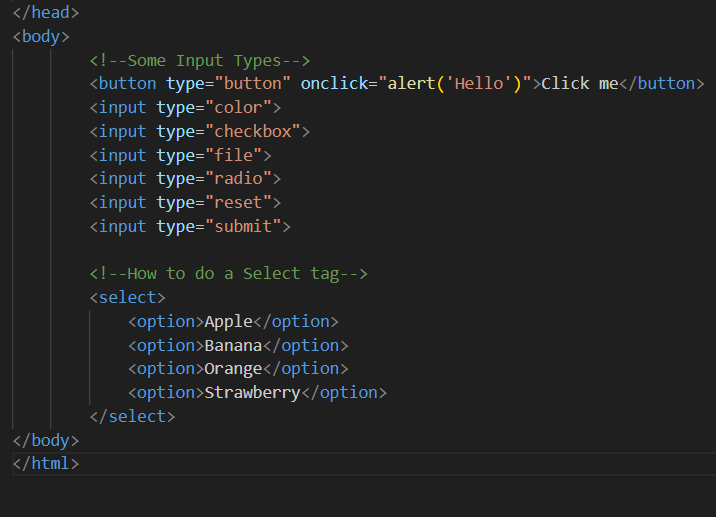 </head>
<body>
<!--Some Input Types-->
<button type="button" onclick="alert('Hello')">Click me</button>
<input type="color">
<input type="checkbox">
<input type="file">
<input type="radio">
<input type="reset">
<input type="submit">
<!--How to do a Select tag-->
<select>
<option>Apple</option>
<option>Banana</option>
<option>Orange</option>
<option>Strawberry</option>
</select>
</body>
</html>